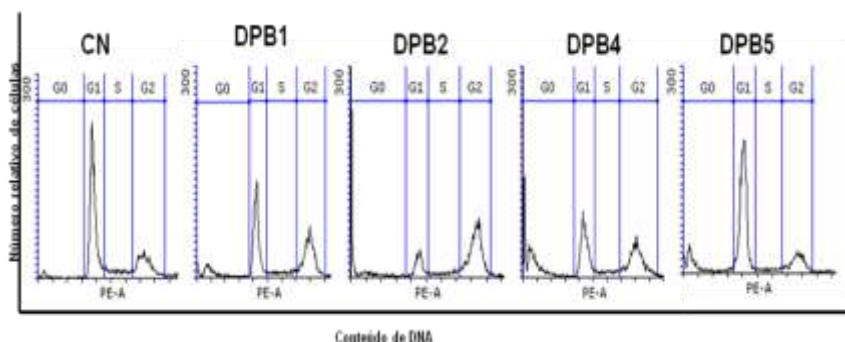 CN DPB1 DPB2 DPB4 DPB5
Número relativo de células
300 G0 G1 S G2
PE-A
300 G0 G1 S G2
PE-A
300 G0 G1 S G2
PE-A
300 G0 G1 S G2
PE-A
300 G0 G1 S G2
PE-A
Conteúdo de DNA